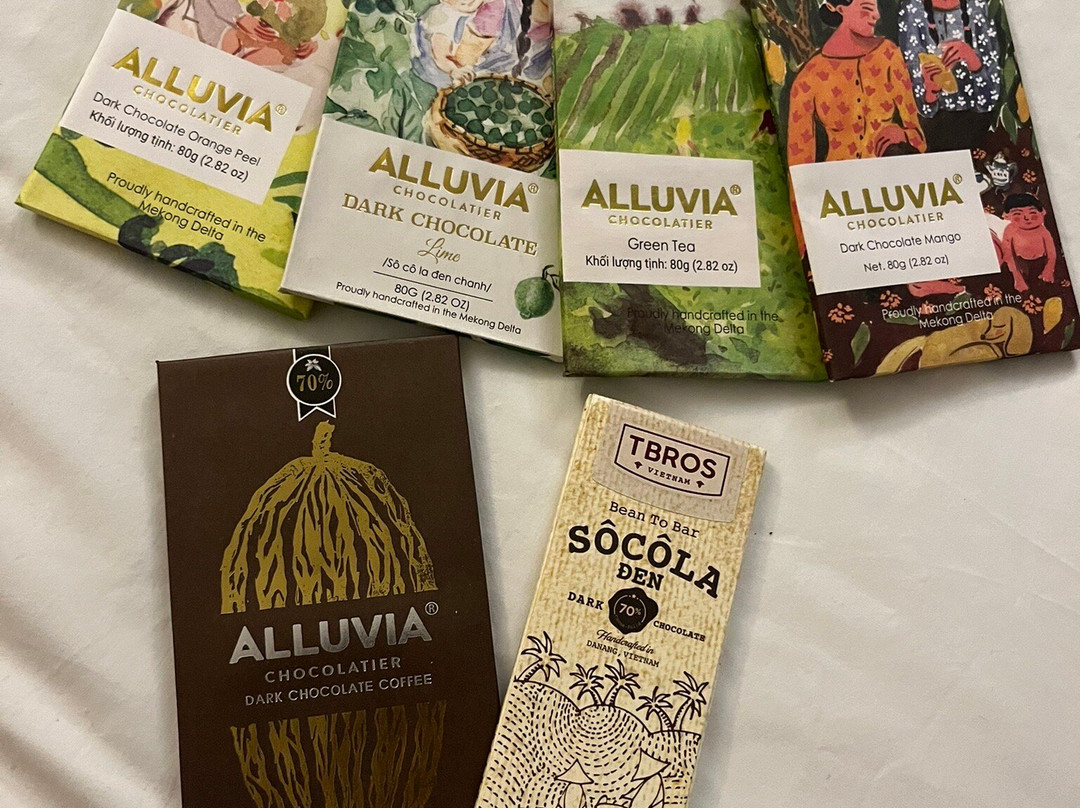 ALLUVIA®
CHOCOLATIER
Dark Chocolate Orange Peel
Khối lượng tịnh: 80g (2.82 oz)
Proudly handcrafted in the
Mekong Delta
ALLUVIA®
CHOCOLATIER
DARK CHOCOLATE
Lime
/Sô cô la đen chanh/
80G (2.82 OZ)
Proudly handcrafted in the Mekong Delta
ALLUVIA®
CHOCOLATIER
Green Tea
Khối lượng tịnh: 80g (2.82 oz)
Proudly handcrafted in the
Mekong Delta
ALLUVIA®
CHOCOLATIER
Dark Chocolate Mango
Net. 80g (2.82 oz)
Proudly handcrafted in the
Mekong Delta
70%
ALLUVIA®
CHOCOLATIER
DARK CHOCOLATE COFFEE
TBROS
VIETNAM
Bean To Bar
SÔCÔLA
ĐEN
DARK 70% CHOCOLATE
Handcrafted in
DANANG, VIETNAM